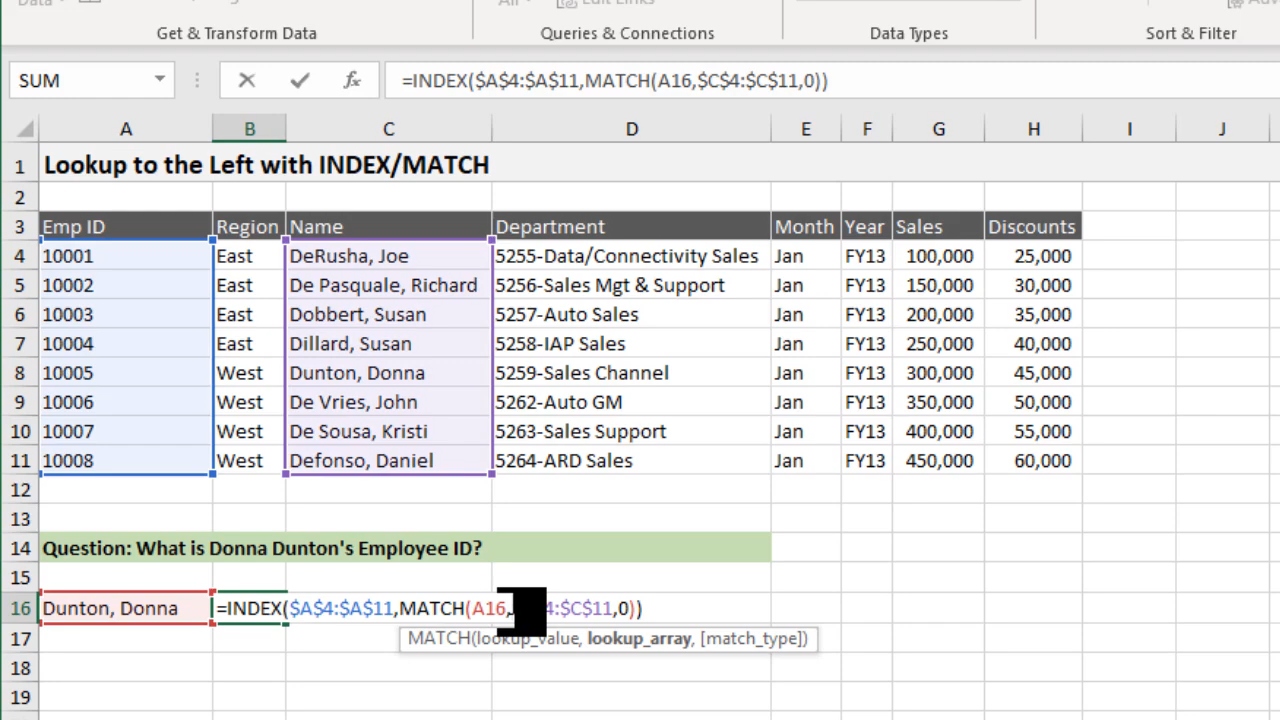 Get & Transform Data Queries & Connections Data Types Sort & Filter
SUM fx =INDEX($A$4:$A$11,MATCH(A16,$C$4:$C$11,0))
A B C D E F G H I J
1 Lookup to the Left with INDEX/MATCH
2
3 Emp ID Region Name Department Month Year Sales Discounts
4 10001 East DeRusha, Joe 5255-Data/Connectivity Sales Jan FY13 100,000 25,000
5 10002 East De Pasquale, Richard 5256-Sales Mgt & Support Jan FY13 150,000 30,000
6 10003 East Dobbert, Susan 5257-Auto Sales Jan FY13 200,000 35,000
7 10004 East Dillard, Susan 5258-IAP Sales Jan FY13 250,000 40,000
8 10005 West Dunton, Donna 5259-Sales Channel Jan FY13 300,000 45,000
9 10006 West De Vries, John 5262-Auto GM Jan FY13 350,000 50,000
10 10007 West De Sousa, Kristi 5263-Sales Support Jan FY13 400,000 55,000
11 10008 West Defonso, Daniel 5264-ARD Sales Jan FY13 450,000 60,000
12
13
14 Question: What is Donna Dunton's Employee ID?
15
16 Dunton, Donna =INDEX($A$4:$A$11,MATCH(A16, 4:$C$11,0))
17 MATCH(lookup_value, lookup_array, [match_type])
18
19